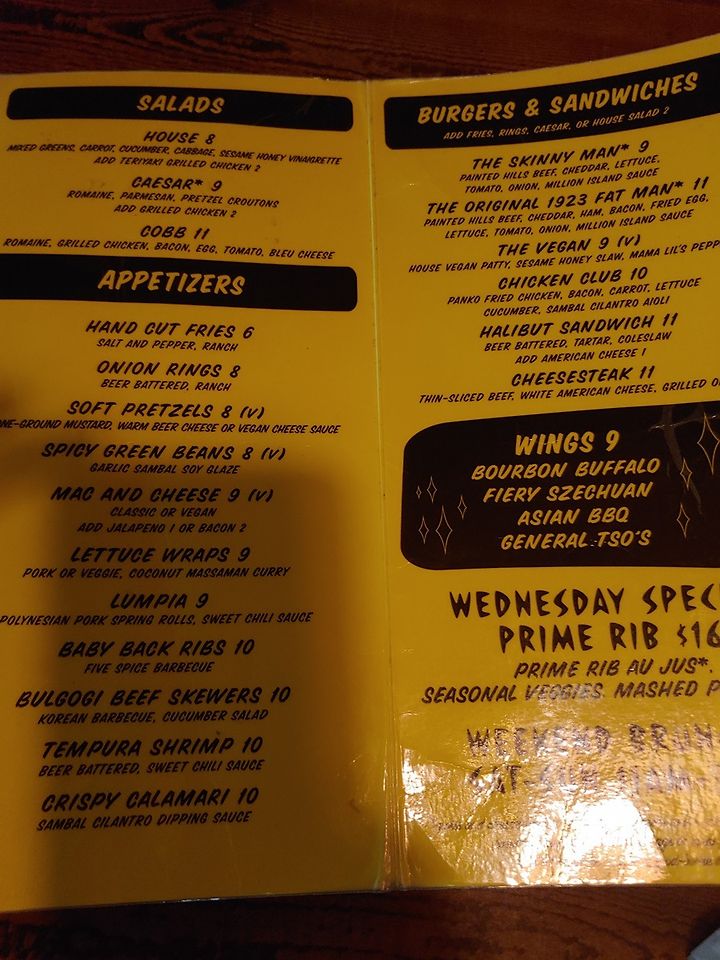 SALADS
HOUSE 8
MIXED GREENS, CARROT, CUCUMBER, CABBAGE, SESAME HONEY VINAIGRETTE
ADD TERIYAKI GRILLED CHICKEN 2
CAESAR* 9
ROMAINE, PARMESAN, PRETZEL CROUTONS
ADD GRILLED CHICKEN 2
COBB 11
ROMAINE, GRILLED CHICKEN, BACON, EGG, TOMATO, BLEU CHEESE
APPETIZERS
HAND CUT FRIES 6
SALT AND PEPPER, RANCH
ONION RINGS 8
BEER BATTERED, RANCH
SOFT PRETZELS 8 (V)
NE-GROUND MUSTARD, WARM BEER CHEESE OR VEGAN CHEESE SAUCE
SPICY GREEN BEANS 8 (V)
GARLIC SAMBAL SOY GLAZE
MAC AND CHEESE 9 (V)
CLASSIC OR VEGAN
ADD JALAPENO 1 OR BACON 2
LETTUCE WRAPS 9
PORK OR VEGGIE, COCONUT MASSAMAN CURRY
LUMPIA 9
POLYNESIAN PORK SPRING ROLLS, SWEET CHILI SAUCE
BABY BACK RIBS 10
FIVE SPICE BARBECUE
BULGOGI BEEF SKEWERS 10
KOREAN BARBECUE, CUCUMBER SALAD
TEMPURA SHRIMP 10
BEER BATTERED, SWEET CHILI SAUCE
CRISPY CALAMARI 10
SAMBAL CILANTRO DIPPING SAUCE
BURGERS & SANDWICHES
ADD FRIES, RINGS, CAESAR, OR HOUSE SALAD 2
THE SKINNY MAN* 9
PAINTED HILLS BEEF, CHEDDAR, LETTUCE,
TOMATO, ONION, MILLION ISLAND SAUCE
THE ORIGINAL 1923 FAT MAN* 11
PAINTED HILLS BEEF, CHEDDAR, HAM, BACON, FRIED EGG,
LETTUCE, TOMATO, ONION, MILLION ISLAND SAUCE
THE VEGAN 9 (V)
HOUSE VEGAN PATTY, SESAME HONEY SLAW, MAMA LIL'S PEPP
CHICKEN CLUB 10
PANKO FRIED CHICKEN, BACON, CARROT, LETTUCE
CUCUMBER, SAMBAL CILANTRO AIOLI
HALIBUT SANDWICH 11
BEER BATTERED, TARTAR, COLESLAW
ADD AMERICAN CHEESE 1
CHEESESTEAK 11
THIN-SLICED BEEF, WHITE AMERICAN CHEESE, GRILLED O
WINGS 9
BOURBON BUFFALO
FIERY SZECHUAN
ASIAN BBQ
GENERAL TSO'S
WEDNESDAY SPEC
PRIME RIB $16
PRIME RIB AU JUS*.
SEASONAL VEGGIES, MASHED P
WEEKEND BRUN
SAT-SUN 11AM-